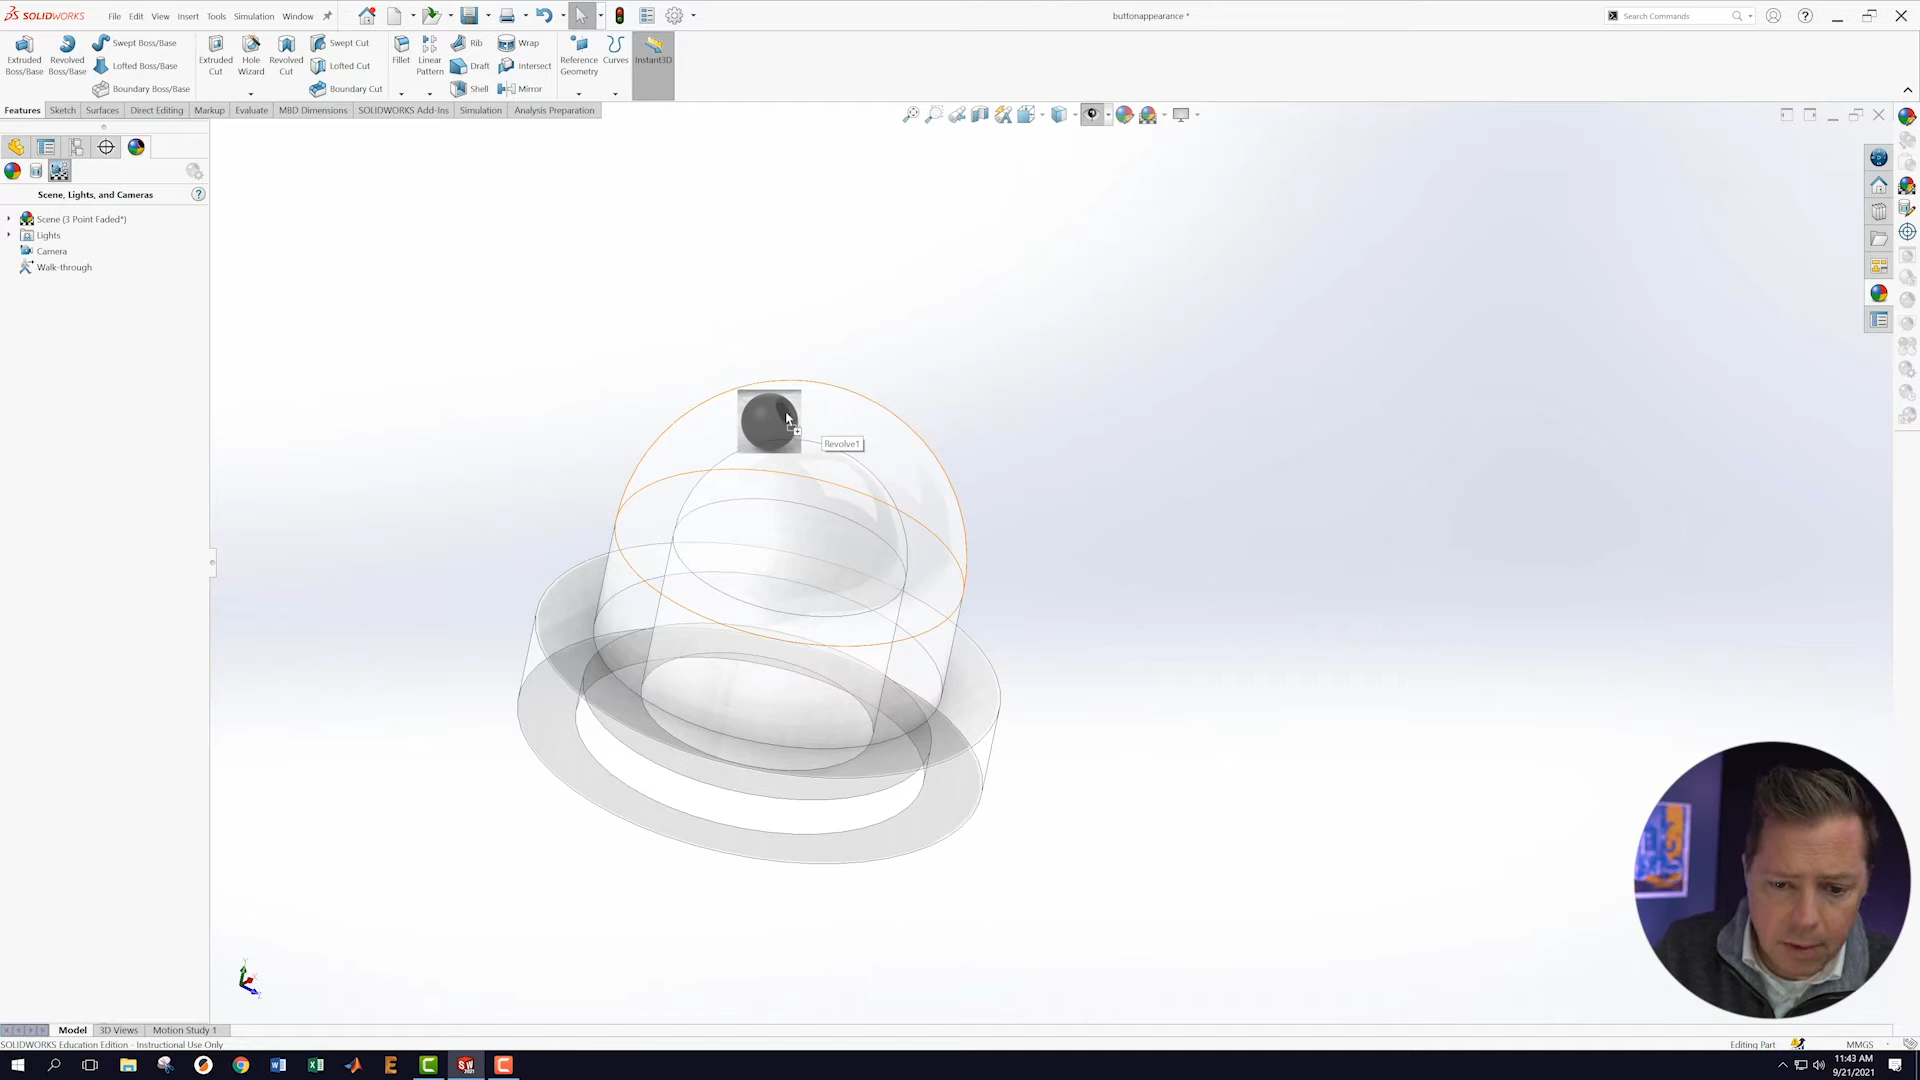 SOLIDWORKS File Edit View Insert Tools Simulation Window buttonappearance * Search Commands
Extruded Boss/Base
Revolved Boss/Base
Swept Boss/Base
Lofted Boss/Base
Boundary Boss/Base
Extruded Cut
Hole Wizard
Revolved Cut
Swept Cut
Lofted Cut
Boundary Cut
Fillet
Linear Pattern
Rib
Draft
Shell
Wrap
Intersect
Mirror
Reference Geometry
Curves
Instant3D
Features Sketch Surfaces Direct Editing Markup Evaluate MBD Dimensions SOLIDWORKS Add-Ins Simulation Analysis Preparation
Scene, Lights, and Cameras
Scene (3 Point Faded*)
Lights
Camera
Walk-through
Revolve1
Model 3D Views Motion Study 1
SOLIDWORKS Education Edition - Instructional Use Only Editing Part MMGS
11:43 AM
9/21/2021